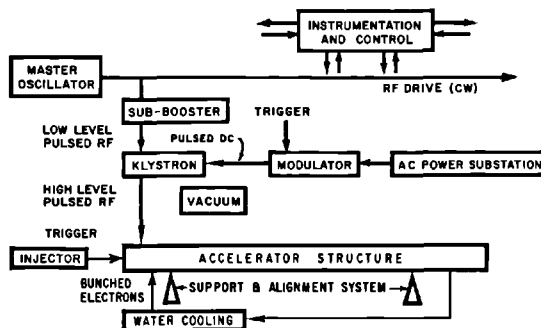 INSTRUMENTATION
AND CONTROL
MASTER
OSCILLATOR
RF DRIVE (CW)
SUB-BOOSTER
TRIGGER
LOW LEVEL
PULSED RF
PULSED DC
KLYSTRON
MODULATOR
AC POWER SUBSTATION
HIGH LEVEL
PULSED RF
VACUUM
TRIGGER
INJECTOR
ACCELERATOR STRUCTURE
BUNCHED
ELECTRONS
SUPPORT & ALIGNMENT SYSTEM
WATER COOLING